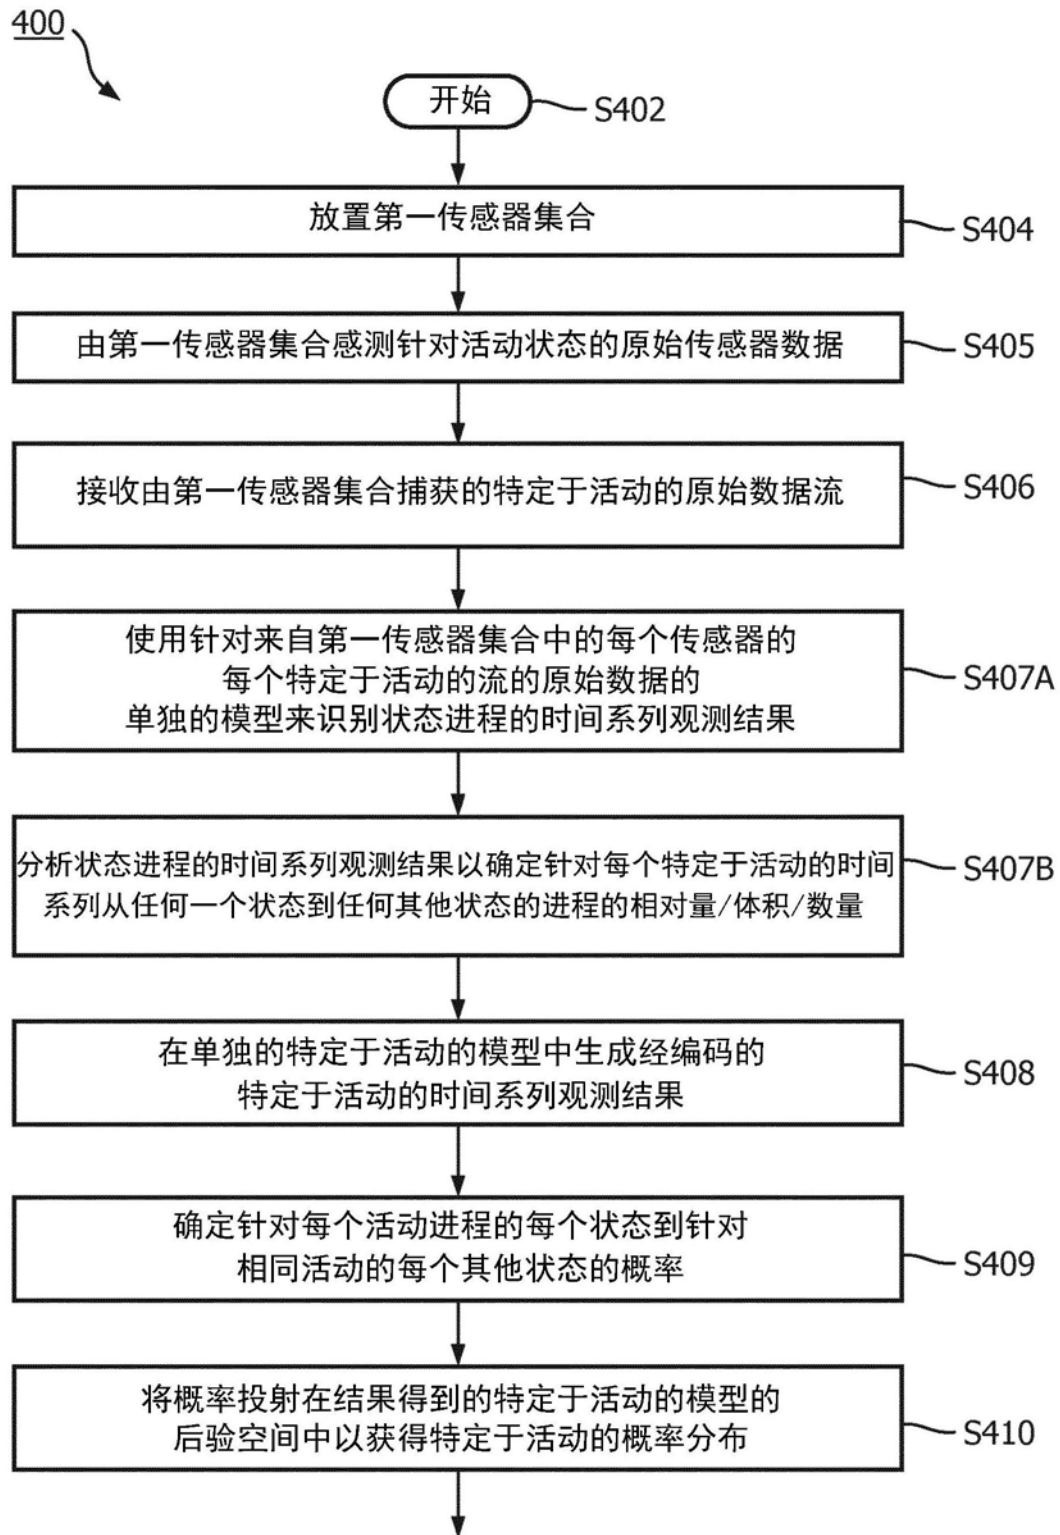 400
开始
S402
放置第一传感器集合
S404
由第一传感器集合感测针对活动状态的原始传感器数据
S405
接收由第一传感器集合捕获的特定于活动的原始数据流
S406
使用针对来自第一传感器集合中的每个传感器的
每个特定于活动的流的原始数据的
单独的模型来识别状态进程的时间系列观测结果
S407A
分析状态进程的时间系列观测结果以确定针对每个特定于活动的时间
系列从任何一个状态到任何其他状态的进程的相对量/体积/数量
S407B
在单独的特定于活动的模型中生成经编码的
特定于活动的时间系列观测结果
S408
确定针对每个活动进程的每个状态到针对
相同活动的每个其他状态的概率
S409
将概率投射在结果得到的特定于活动的模型的
后验空间中以获得特定于活动的概率分布
S410